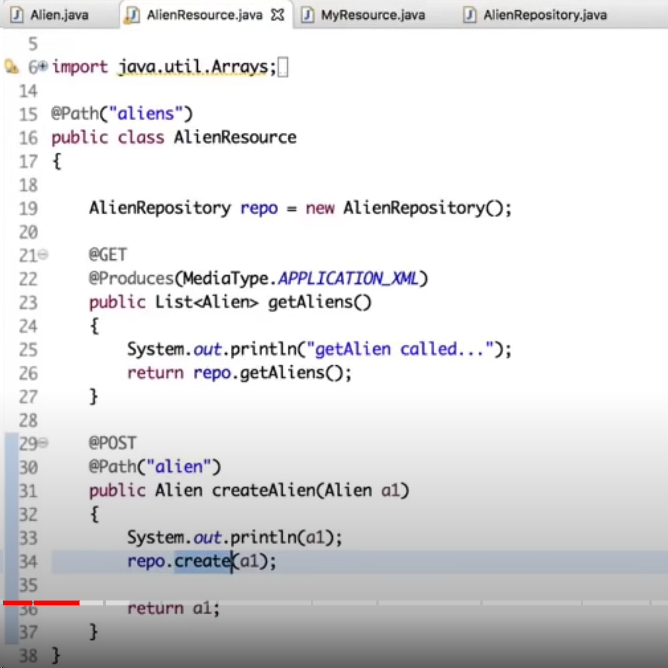 Alien.java AlienResource.java MyResource.java AlienRepository.java
5
6 import java.util.Arrays;
14
15 @Path("aliens")
16 public class AlienResource
17 {
18
19 AlienRepository repo = new AlienRepository();
20
21 @GET
22 @Produces(MediaType.APPLICATION_XML)
23 public List<Alien> getAliens()
24 {
25 System.out.println("getAlien called...");
26 return repo.getAliens();
27 }
28
29 @POST
30 @Path("alien")
31 public Alien createAlien(Alien a1)
32 {
33 System.out.println(a1);
34 repo.create(a1);
35
36 return a1;
37 }
38 }